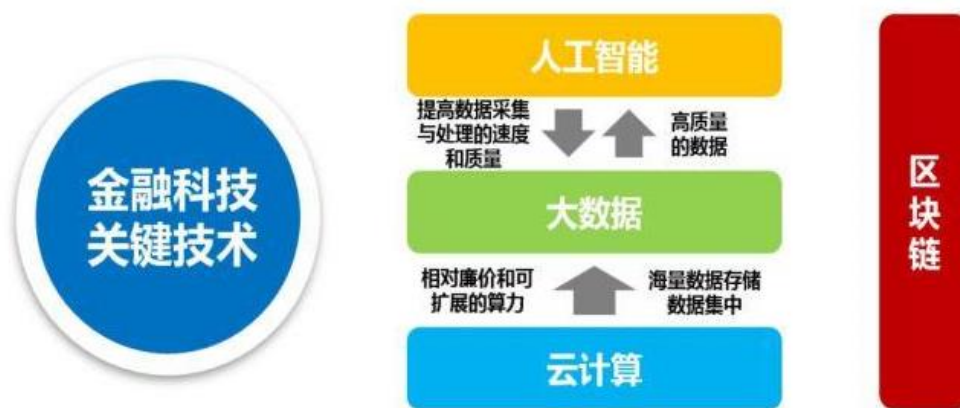 金融科技
关键技术
人工智能
提高数据采集
与处理的速度
和质量
高质量
的数据
大数据
相对廉价和可
扩展的算力
海量数据存储
数据集中
云计算
区
块
链